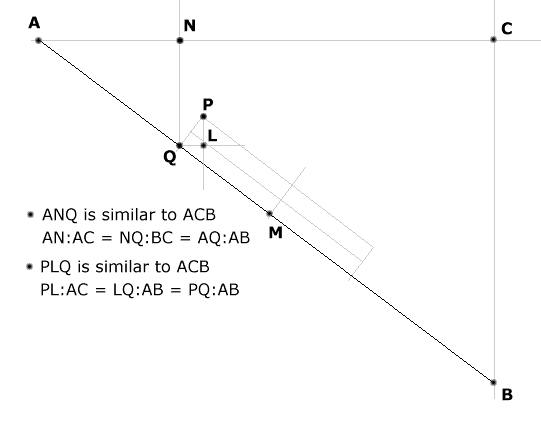 A
N
C
P
L
Q
ANQ is similar to ACB
AN:AC = NQ:BC = AQ:AB
M
PLQ is similar to ACB
PL:AC = LQ:AB = PQ:AB
B